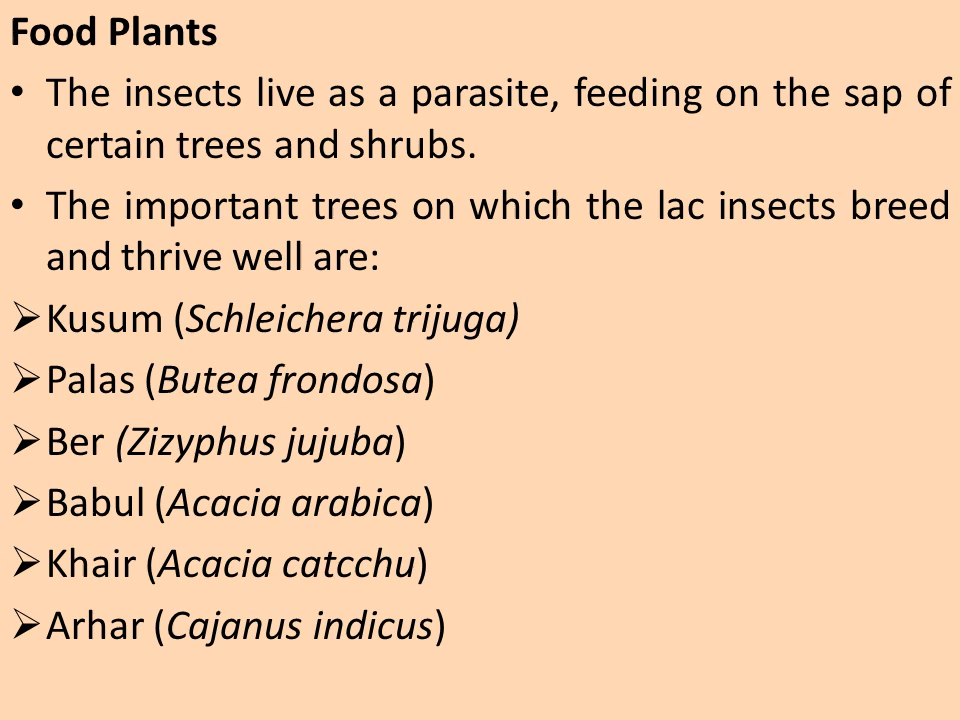 Food Plants
• The insects live as a parasite, feeding on the sap of
certain trees and shrubs.
• The important trees on which the lac insects breed
and thrive well are:
➢ Kusum (Schleichera trijuga)
➢ Palas (Butea frondosa)
➢ Ber (Zizyphus jujuba)
➢ Babul (Acacia arabica)
➢ Khair (Acacia catcchu)
➢ Arhar (Cajanus indicus)